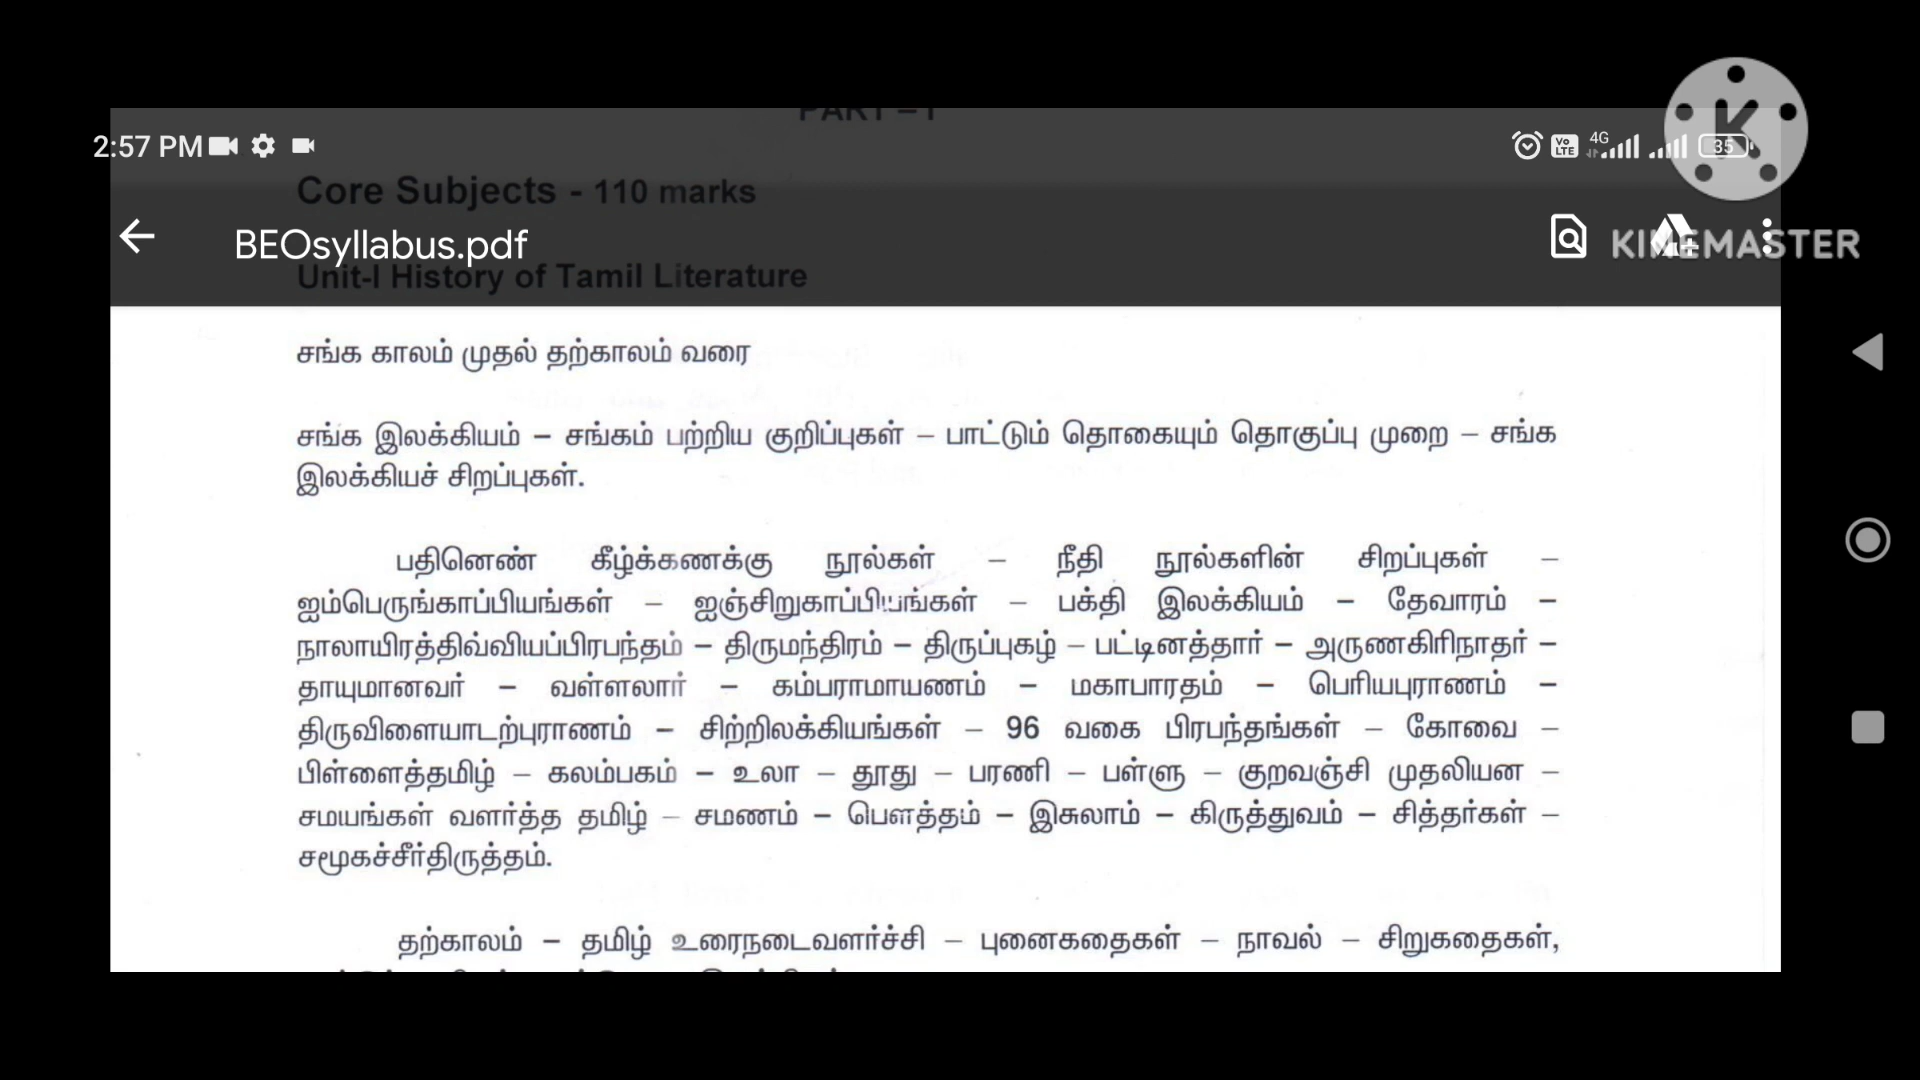 PART – I
2:57 PM
Vo LTE
4G
35
K
Core Subjects - 110 marks
BEOsyllabus.pdf
KINEMASTER
Unit-I History of Tamil Literature
சங்க காலம் முதல் தற்காலம் வரை
சங்க இலக்கியம் – சங்கம் பற்றிய குறிப்புகள் – பாட்டும் தொகையும் தொகுப்பு முறை – சங்க
இலக்கியச் சிறப்புகள்.
பதினெண் கீழ்க்கணக்கு நூல்கள் – நீதி நூல்களின் சிறப்புகள் –
ஐம்பெருங்காப்பியங்கள் – ஐஞ்சிறுகாப்பியங்கள் – பக்தி இலக்கியம் – தேவாரம் –
நாலாயிரத்திவ்வியப்பிரபந்தம் – திருமந்திரம் – திருப்புகழ் – பட்டினத்தார் – அருணகிரிநாதர் –
தாயுமானவர் – வள்ளலார் – கம்பராமாயணம் – மகாபாரதம் – பெரியபுராணம் –
திருவிளையாடற்புராணம் – சிற்றிலக்கியங்கள் – 96 வகை பிரபந்தங்கள் – கோவை –
பிள்ளைத்தமிழ் – கலம்பகம் – உலா – தூது – பரணி – பள்ளு – குறவஞ்சி முதலியன –
சமயங்கள் வளர்த்த தமிழ் – சமணம் – பௌத்தம் – இசுலாம் – கிருத்துவம் – சித்தர்கள் –
சமூகச்சீர்திருத்தம்.
தற்காலம் – தமிழ் உரைநடைவளர்ச்சி – புனைகதைகள் – நாவல் – சிறுகதைகள்,